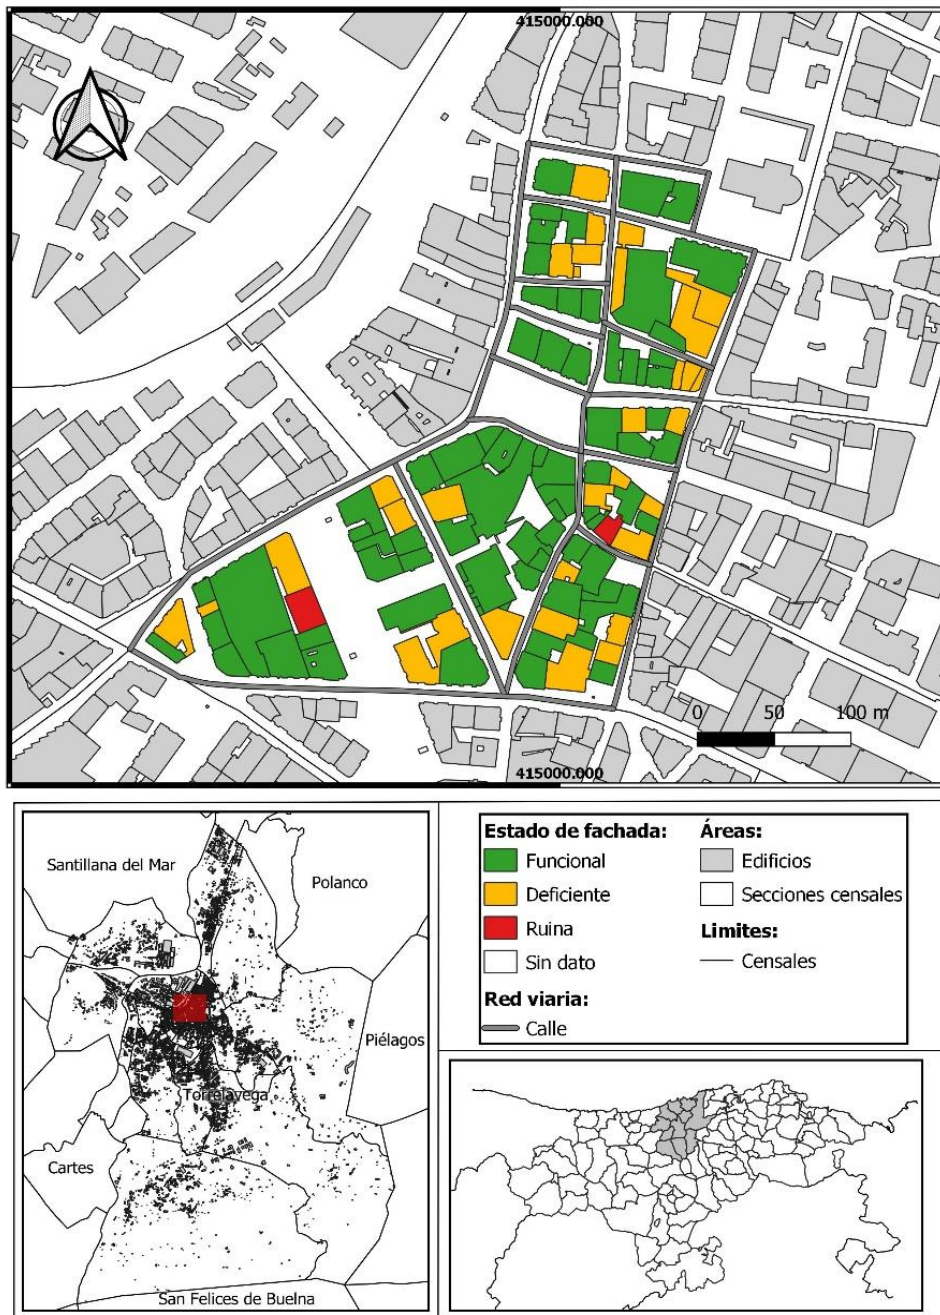 415000.000
0 50 100 m
415000.000
Santillana del Mar
Polanco
Piélagos
Torrelavega
Cartes
San Felices de Buelna
Estado de fachada:
Funcional
Deficiente
Ruina
Sin dato
Red viaria:
Calle
Áreas:
Edificios
Secciones censales
Limites:
Censales